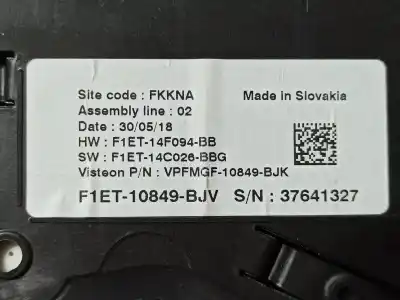 Site code : FKKNA Made in Slovakia
Assembly line : 02
Date : 30/05/18
HW : F1ET-14F094-BB
SW : F1ET-14C026-BBG
Visteon P/N : VPFMGF-10849-BJK
F1ET-10849-BJV S/N : 37641327